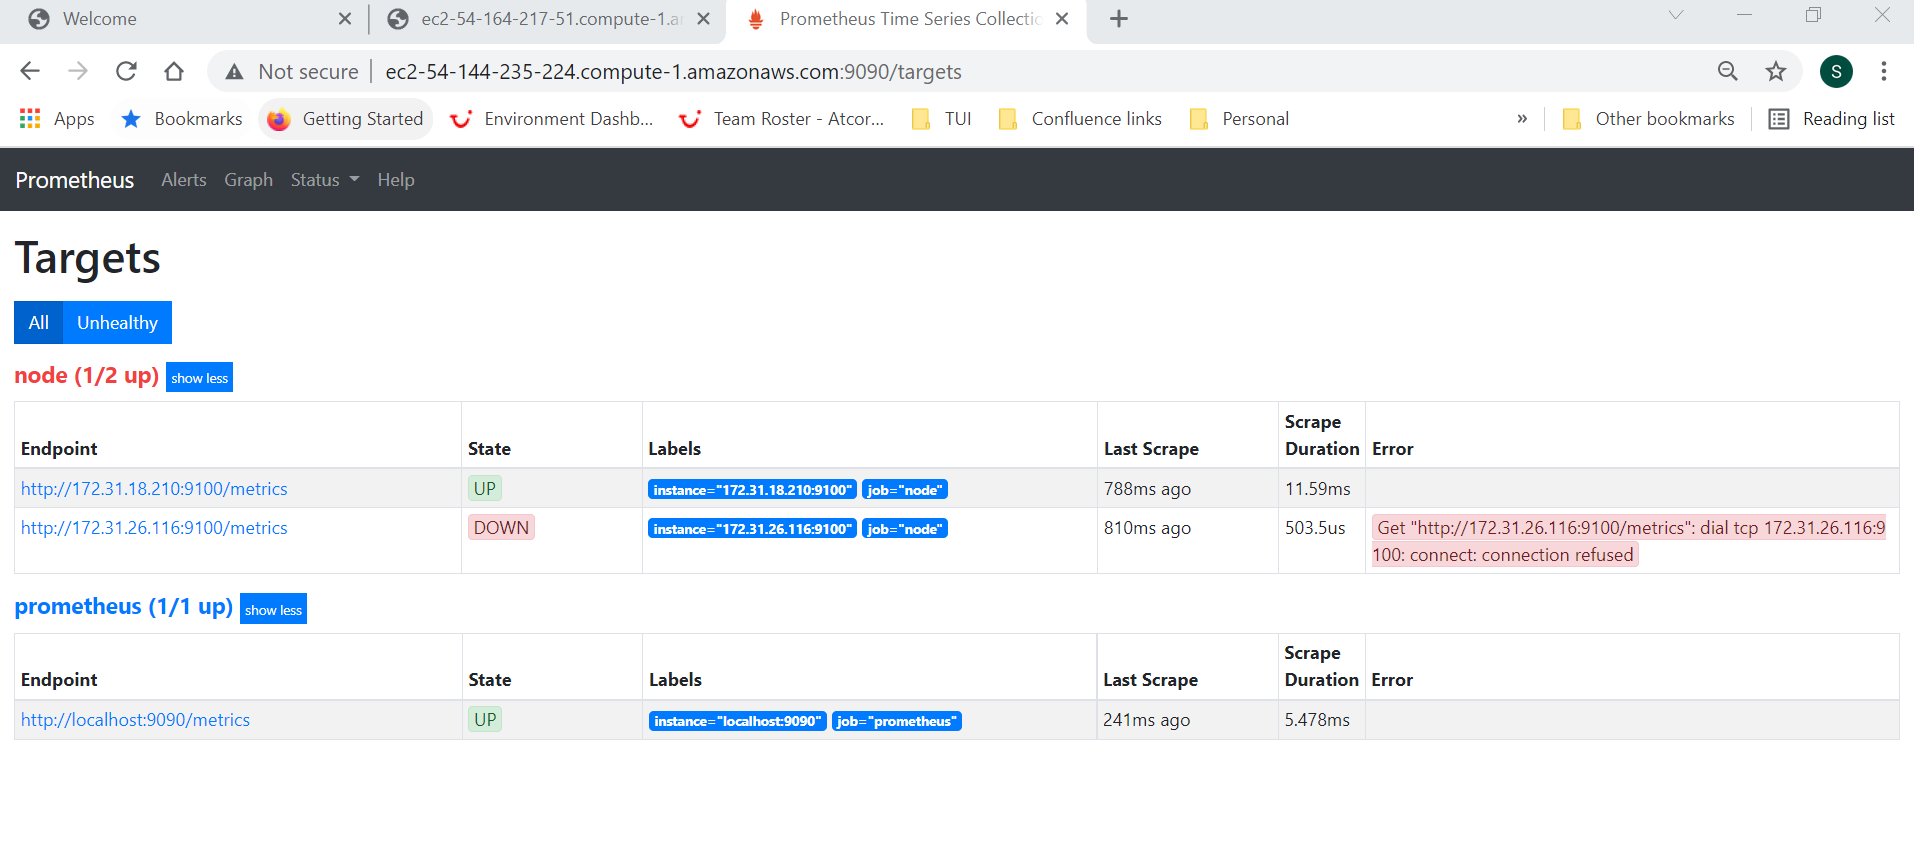 Welcome
ec2-54-164-217-51.compute-1.a
Prometheus Time Series Collectio
Not secure
ec2-54-144-235-224.compute-1.amazonaws.com:9090/targets
S
Apps
Bookmarks
Getting Started
Environment Dashb...
Team Roster - Atcor...
TUI
Confluence links
Personal
»
Other bookmarks
Reading list
Prometheus Alerts Graph Status Help
Targets
All Unhealthy
node (1/2 up) show less
Endpoint State Labels Last Scrape Scrape Duration Error
http://172.31.18.210:9100/metrics UP instance="172.31.18.210:9100" job="node" 788ms ago 11.59ms
http://172.31.26.116:9100/metrics DOWN instance="172.31.26.116:9100" job="node" 810ms ago 503.5us Get "http://172.31.26.116:9100/metrics": dial tcp 172.31.26.116:9
100: connect: connection refused
prometheus (1/1 up) show less
Endpoint State Labels Last Scrape Scrape Duration Error
http://localhost:9090/metrics UP instance="localhost:9090" job="prometheus" 241ms ago 5.478ms